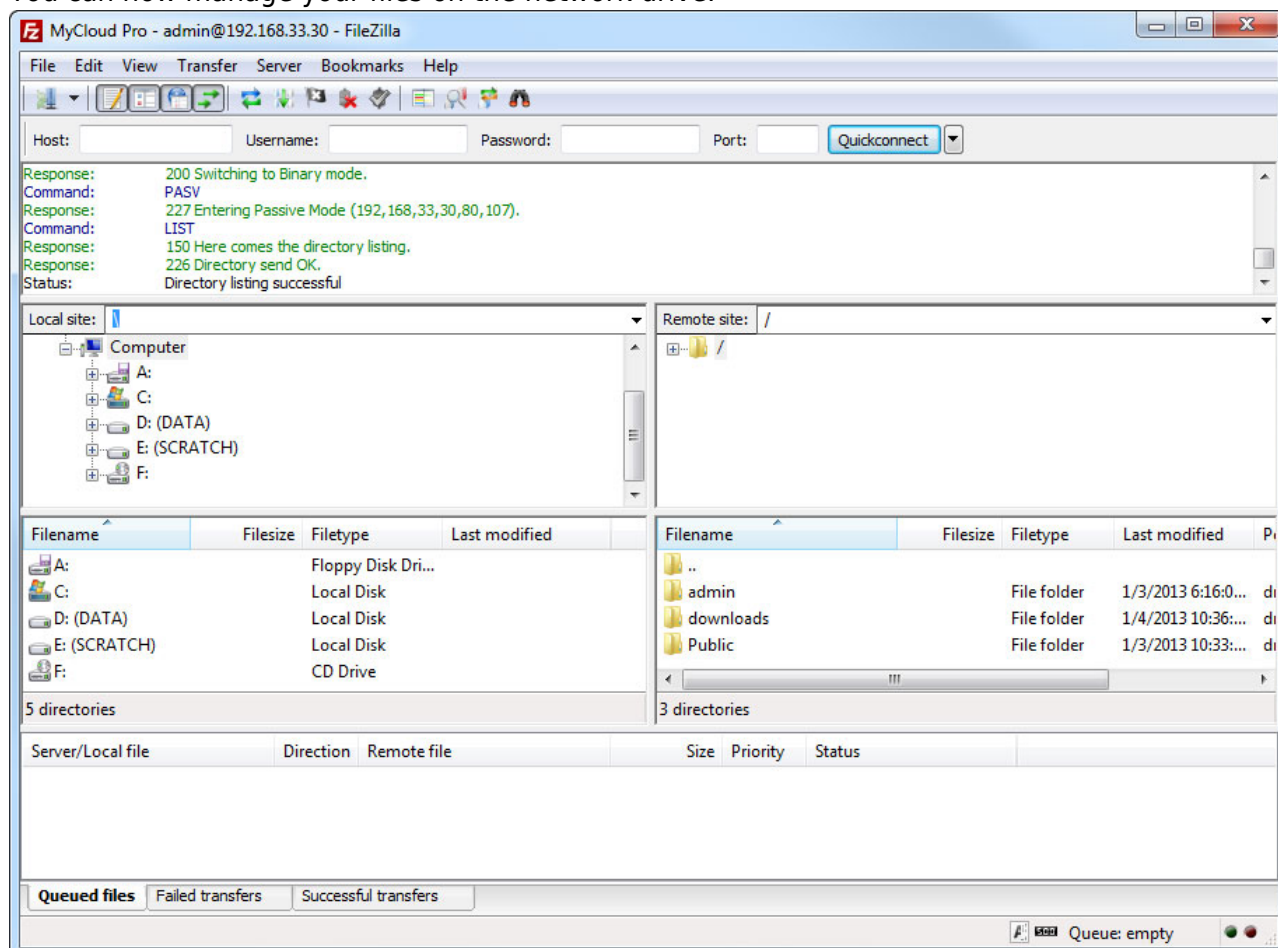 You can now manage your files on the network drive.
MyCloud Pro - admin@192.168.33.30 - FileZilla
File Edit View Transfer Server Bookmarks Help
Host: Username: Password: Port: Quickconnect
Response: 200 Switching to Binary mode.
Command: PASV
Response: 227 Entering Passive Mode (192,168,33,30,80,107).
Command: LIST
Response: 150 Here comes the directory listing.
Response: 226 Directory send OK.
Status: Directory listing successful
Local site: \
Computer
A:
C:
D: (DATA)
E: (SCRATCH)
F:
Remote site: /
/
Filename Filesize Filetype Last modified
A: Floppy Disk Dri...
C: Local Disk
D: (DATA) Local Disk
E: (SCRATCH) Local Disk
F: CD Drive
5 directories
Filename Filesize Filetype Last modified
..
admin File folder 1/3/2013 6:16:0...
downloads File folder 1/4/2013 10:36:...
Public File folder 1/3/2013 10:33:...
3 directories
Server/Local file Direction Remote file Size Priority Status
Queued files Failed transfers Successful transfers
Queue: empty